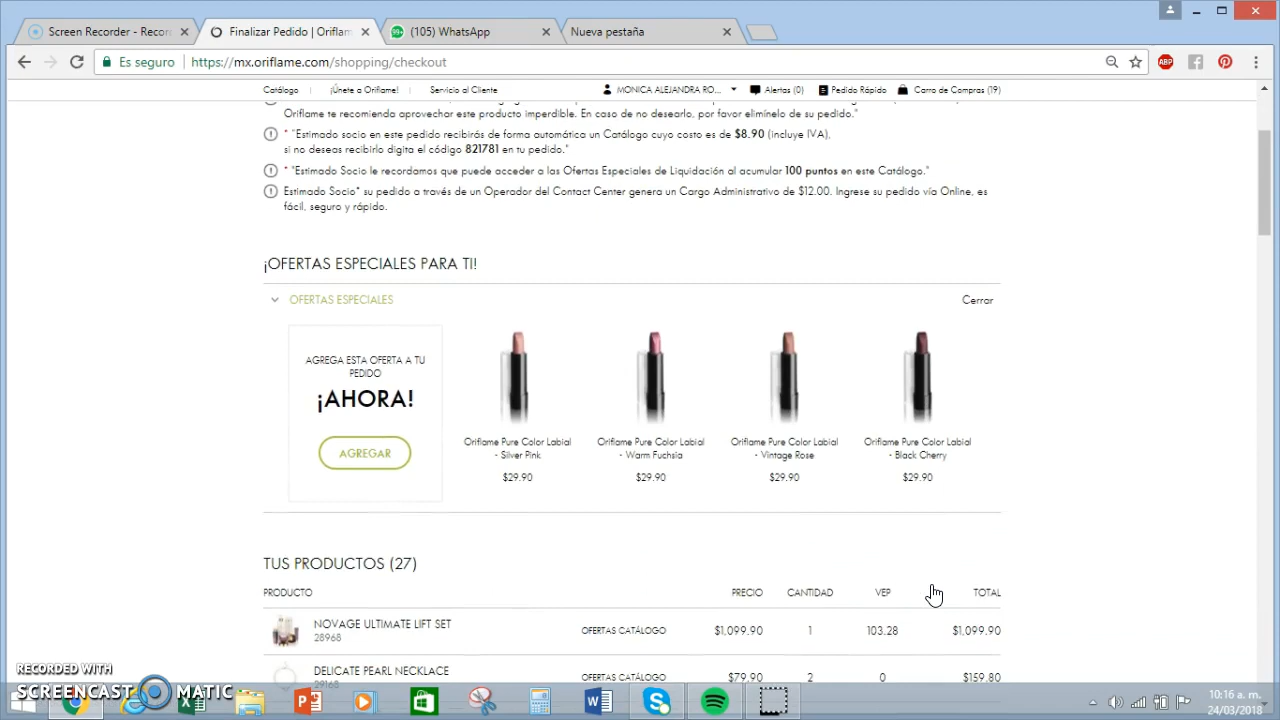 Screen Recorder - Recor
Finalizar Pedido | Oriflam
99+
(105) WhatsApp
Nueva pestaña
Es seguro
https://mx.oriflame.com/shopping/checkout
ABP
Catálogo
¡Únete a Oriflame!
Servicio al Cliente
MONICA ALEJANDRA RO...
Alertas (0)
Pedido Rápido
Carro de Compras (19)
Oriflame te recomienda aprovechar este producto imperdible. En caso de no desearlo, por favor elimínelo de su pedido."
* "Estimado socio en este pedido recibirás de forma automática un Catálogo cuyo costo es de $8.90 (incluye IVA),
si no deseas recibirlo digita el código 821781 en tu pedido."
* "Estimado Socio le recordamos que puede acceder a las Ofertas Especiales de Liquidación al acumular 100 puntos en este Catálogo."
Estimado Socio* su pedido a través de un Operador del Contact Center genera un Cargo Administrativo de $12.00. Ingrese su pedido vía Online, es
fácil, seguro y rápido.
¡OFERTAS ESPECIALES PARA TI!
OFERTAS ESPECIALES
Cerrar
AGREGA ESTA OFERTA A TU
PEDIDO
¡AHORA!
AGREGAR
Oriflame Pure Color Labial
- Silver Pink
$29.90
Oriflame Pure Color Labial
- Warm Fuchsia
$29.90
Oriflame Pure Color Labial
- Vintage Rose
$29.90
Oriflame Pure Color Labial
- Black Cherry
$29.90
TUS PRODUCTOS (27)
PRODUCTO
PRECIO
CANTIDAD
VEP
TOTAL
NOVAGE ULTIMATE LIFT SET
28968
OFERTAS CATÁLOGO
$1,099.90
1
103.28
$1,099.90
DELICATE PEARL NECKLACE
29168
OFERTAS CATÁLOGO
$79.90
2
0
$159.80
RECORDED WITH
SCREENCAST MATIC
10:16 a. m.
24/03/2018